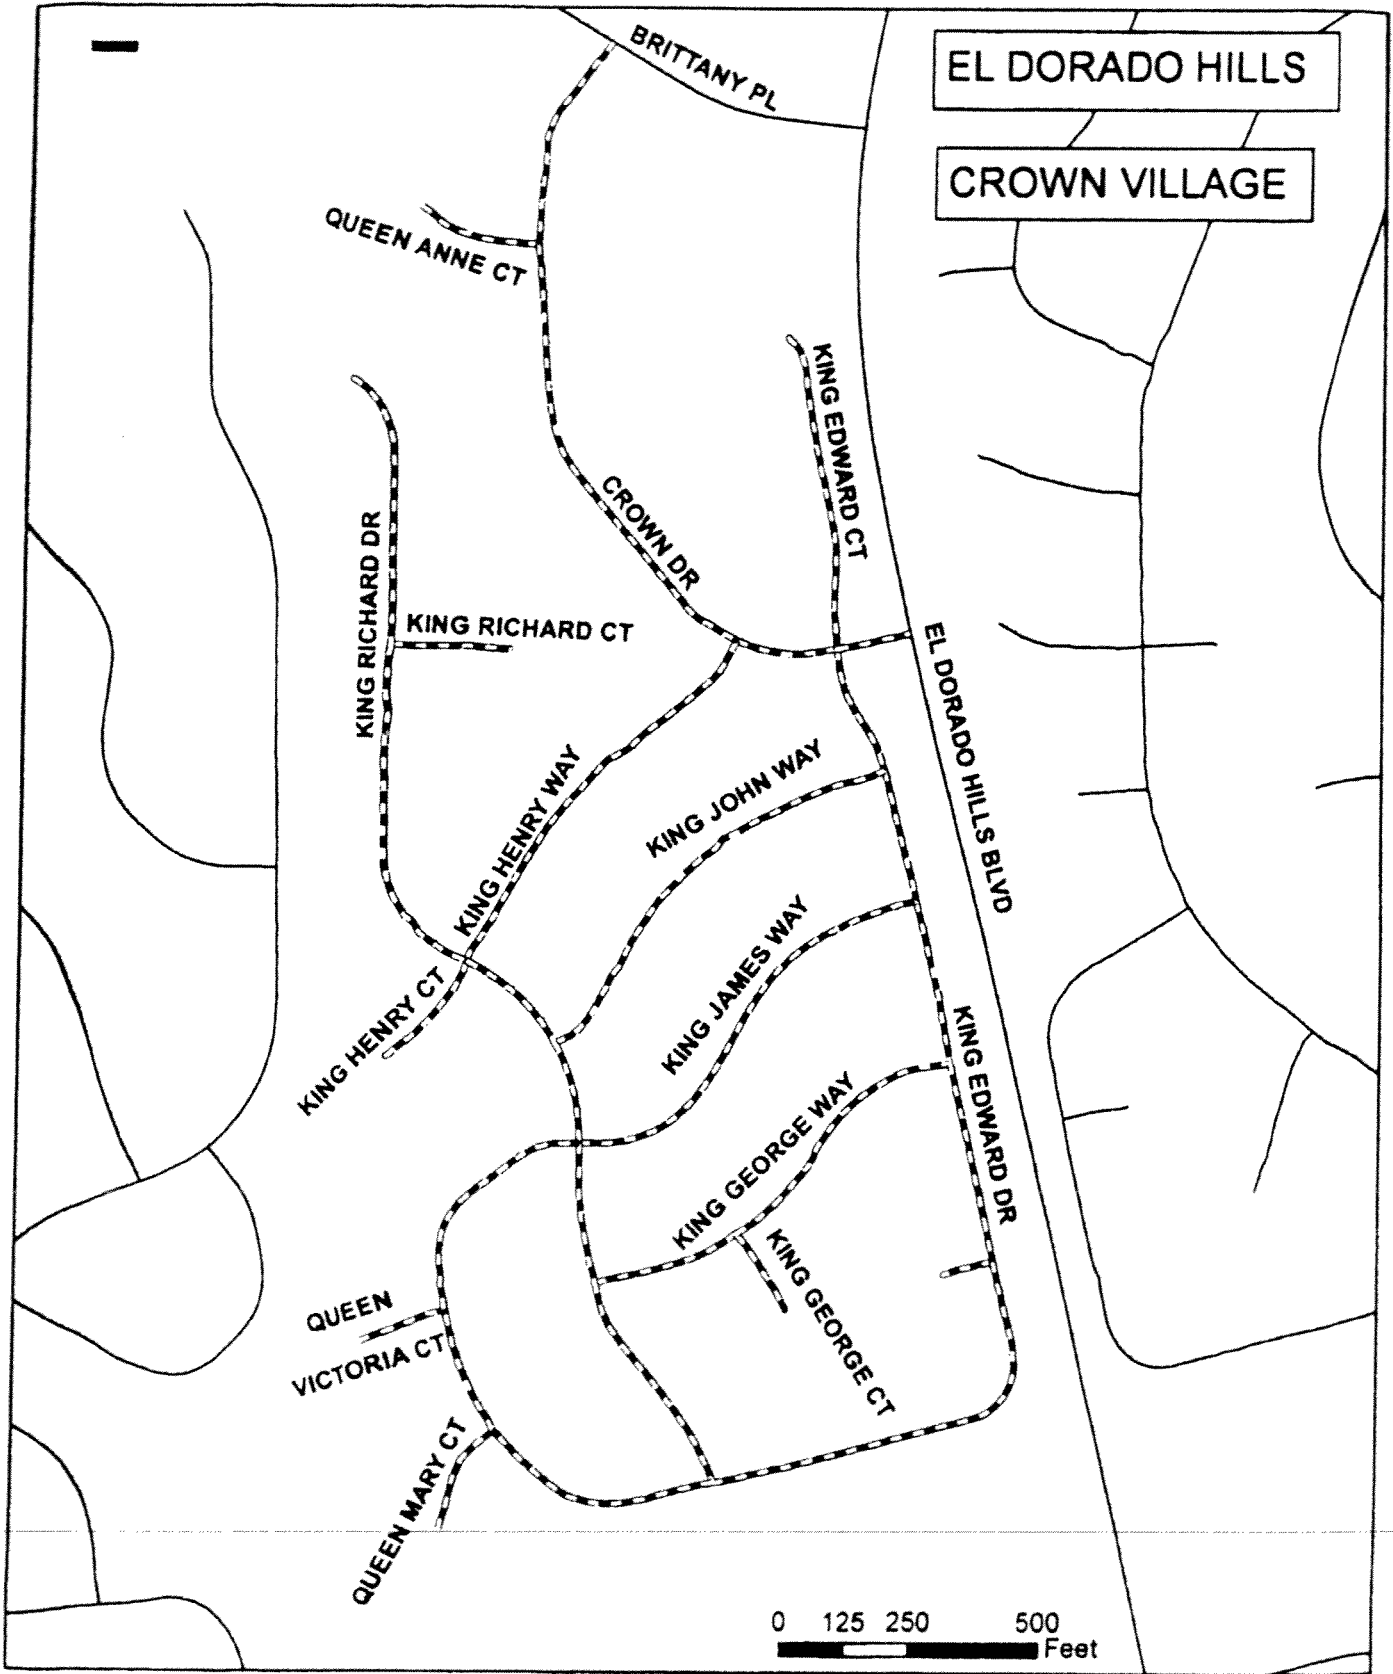 BRITTANY PL
EL DORADO HILLS
CROWN VILLAGE
QUEEN ANNE CT
KING EDWARD CT
CROWN DR
KING RICHARD DR
KING RICHARD CT
EL DORADO HILLS BLVD
KING HENRY WAY
KING JOHN WAY
KING JAMES WAY
KING HENRY CT
KING EDWARD DR
KING GEORGE WAY
KING GEORGE CT
QUEEN
VICTORIA CT
QUEEN MARY CT
0 125 250 500
Feet